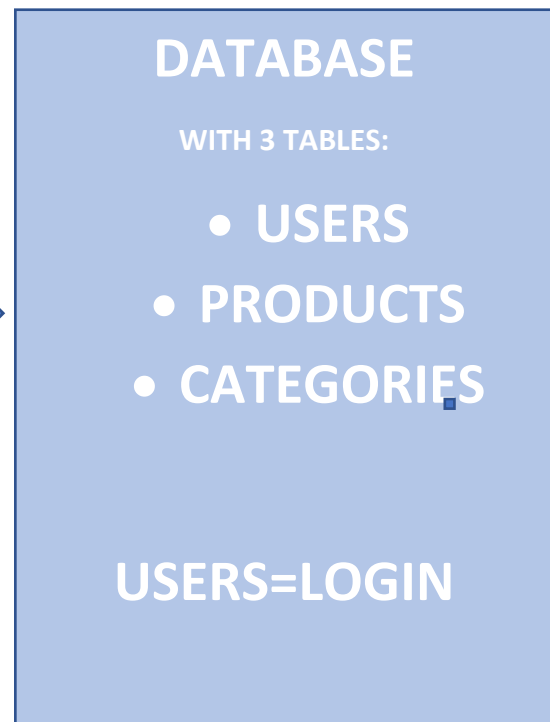 DATABASE
WITH 3 TABLES:
• USERS
• PRODUCTS
• CATEGORIES
USERS=LOGIN